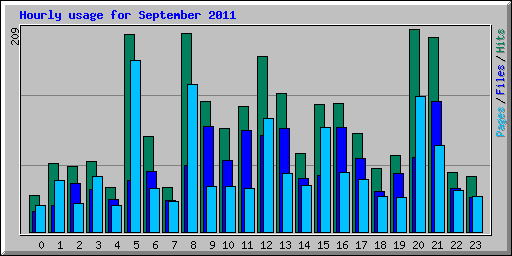 Hourly usage for September 2011
209
Pages / Files / Hits
0 1 2 3 4 5 6 7 8 9 10 11 12 13 14 15 16 17 18 19 20 21 22 23